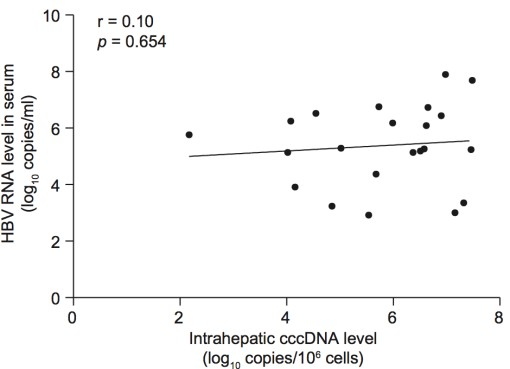 r = 0.10
p = 0.654
HBV RNA level in serum
(log10 copies/ml)
10
8
6
4
2
0
0 2 4 6 8
Intrahepatic cccDNA level
(log10 copies/10⁶ cells)